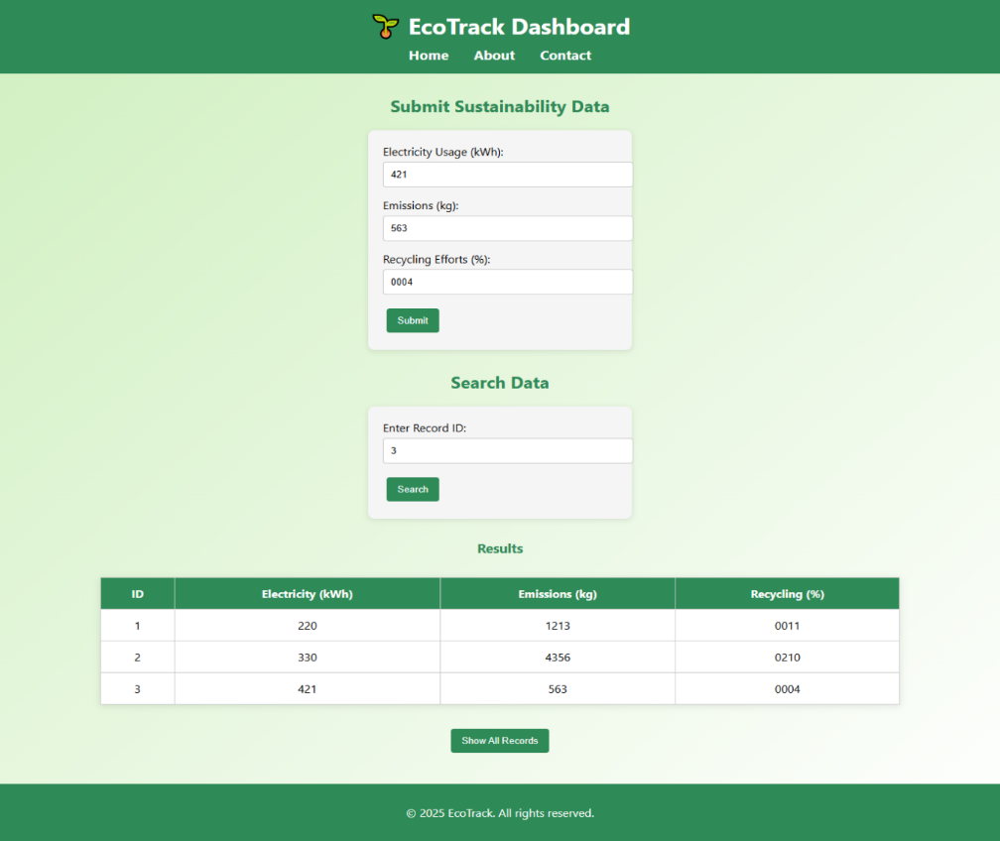 EcoTrack Dashboard
Home About Contact
Submit Sustainability Data
Electricity Usage (kWh):
421
Emissions (kg):
563
Recycling Efforts (%):
0004
Submit
Search Data
Enter Record ID:
3
Search
Results
ID Electricity (kWh) Emissions (kg) Recycling (%)
1 220 1213 0011
2 330 4356 0210
3 421 563 0004
Show All Records
© 2025 EcoTrack. All rights reserved.